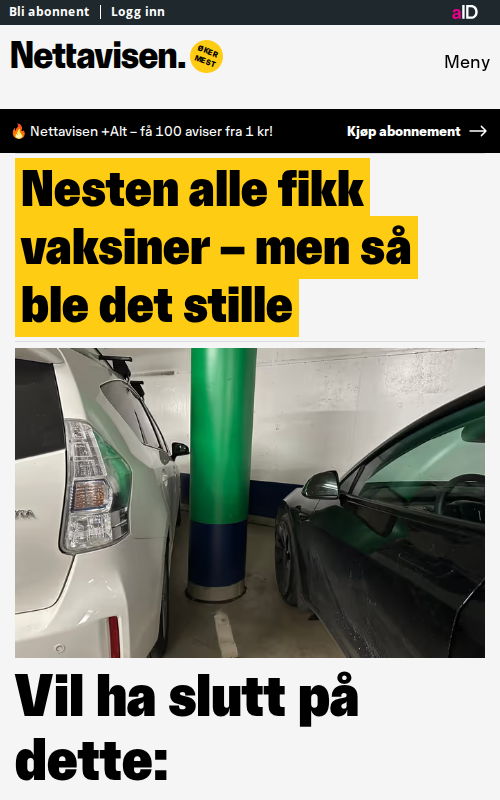 Bli abonnent Logg inn aID
Nettavisen. ØKER MEST
Meny
🔥 Nettavisen +Alt – få 100 aviser fra 1 kr! Kjøp abonnement →
Nesten alle fikk
vaksiner – men så
ble det stille
Vil ha slutt på
dette: